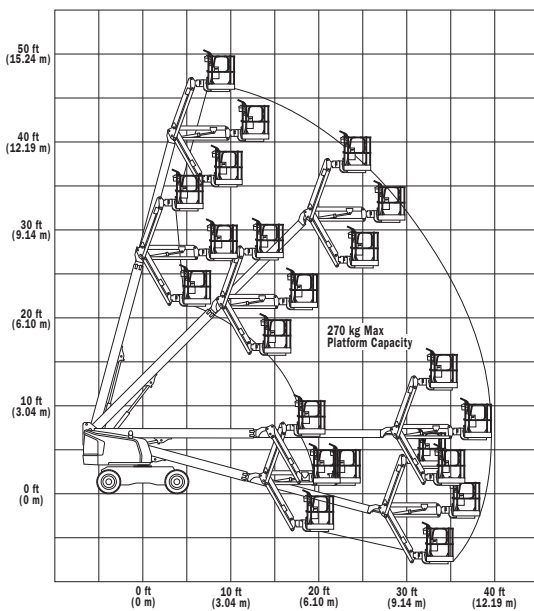 50 ft
(15.24 m)
40 ft
(12.19 m)
30 ft
(9.14 m)
20 ft
(6.10 m)
270 kg Max
Platform Capacity
10 ft
(3.04 m)
0 ft
(0 m)
0 ft
(0 m)
10 ft
(3.04 m)
20 ft
(6.10 m)
30 ft
(9.14 m)
40 ft
(12.19 m)